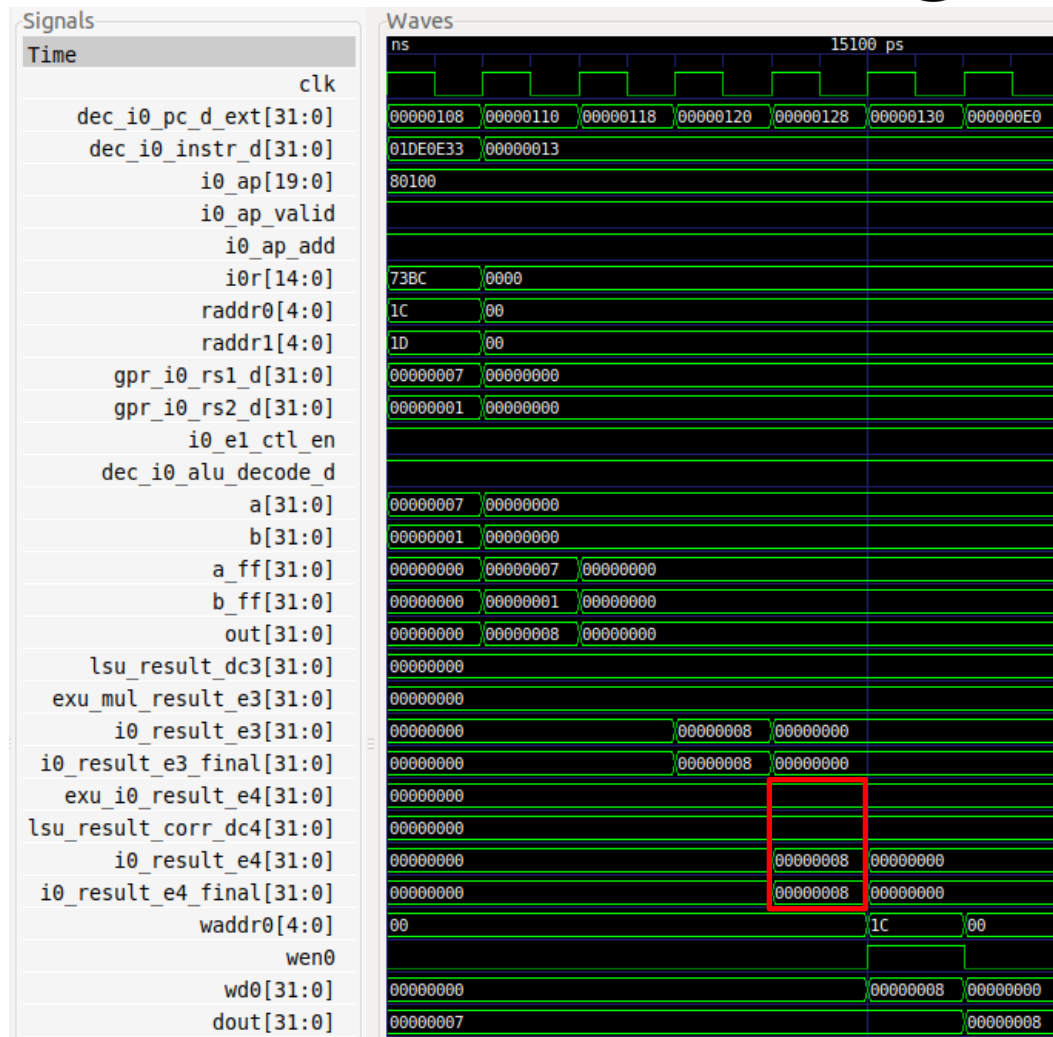 Signals Waves
Time ns 15100 ps
clk
dec_i0_pc_d_ext[31:0] 00000108 00000110 00000118 00000120 00000128 00000130 000000E0
dec_i0_instr_d[31:0] 01DE0E33 00000013
i0_ap[19:0] 80100
i0_ap_valid
i0_ap_add
i0r[14:0] 73BC 0000
raddr0[4:0] 1C 00
raddr1[4:0] 1D 00
gpr_i0_rs1_d[31:0] 00000007 00000000
gpr_i0_rs2_d[31:0] 00000001 00000000
i0_e1_ctl_en
dec_i0_alu_decode_d
a[31:0] 00000007 00000000
b[31:0] 00000001 00000000
a_ff[31:0] 00000000 00000007 00000000
b_ff[31:0] 00000000 00000001 00000000
out[31:0] 00000000 00000008 00000000
lsu_result_dc3[31:0] 00000000
exu_mul_result_e3[31:0] 00000000
i0_result_e3[31:0] 00000000 00000008 00000000
i0_result_e3_final[31:0] 00000000 00000008 00000000
exu_i0_result_e4[31:0] 00000000
lsu_result_corr_dc4[31:0] 00000000
i0_result_e4[31:0] 00000000 00000008 00000000
i0_result_e4_final[31:0] 00000000 00000008 00000000
waddr0[4:0] 00 1C 00
wen0
wd0[31:0] 00000000 00000008 00000000
dout[31:0] 00000007 00000008